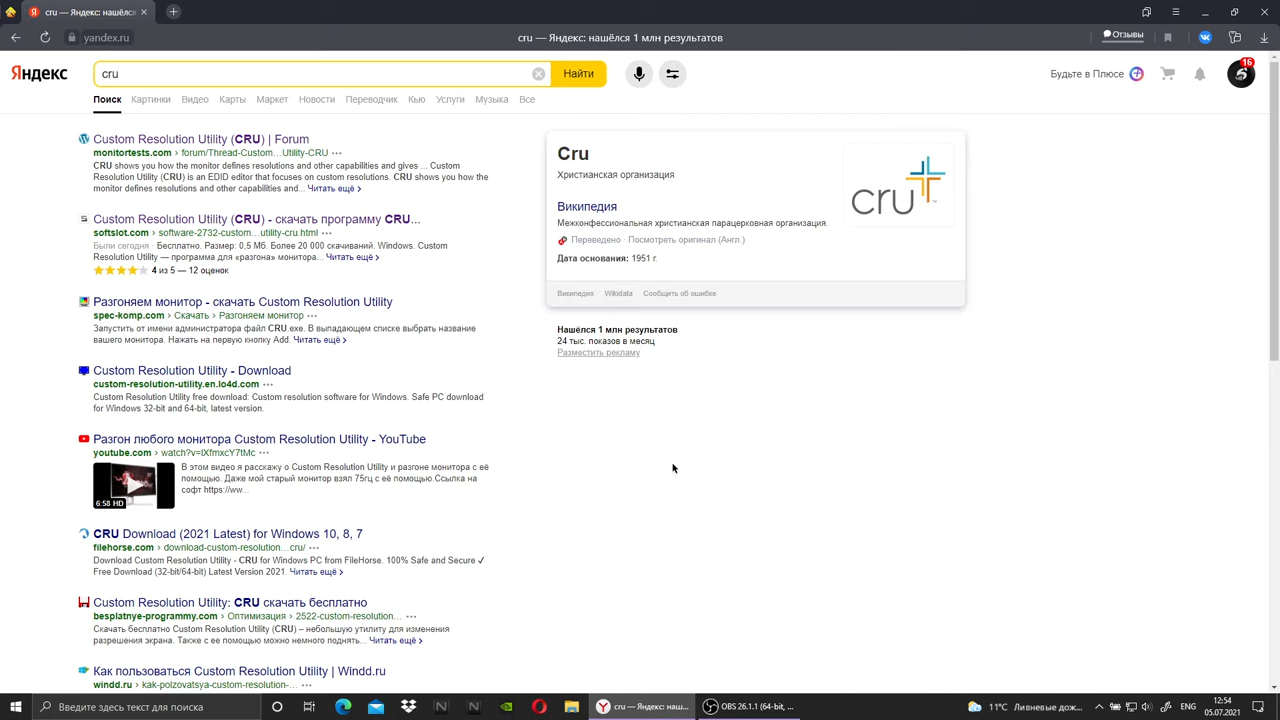 cru — Яндекс: нашёлся
yandex.ru
cru — Яндекс: нашёлся 1 млн результатов
Отзывы
Яндекс
cru
Найти
Будьте в Плюсе
16
Поиск Картинки Видео Карты Маркет Новости Переводчик Кью Услуги Музыка Все
Custom Resolution Utility (CRU) | Forum
monitortests.com › forum/Thread-Custom…Utility-CRU
CRU shows you how the monitor defines resolutions and other capabilities and gives ... Custom
Resolution Utility (CRU) is an EDID editor that focuses on custom resolutions. CRU shows you how the
monitor defines resolutions and other capabilities and... Читать ещё ›
Custom Resolution Utility (CRU) - скачать программу CRU...
softslot.com › software-2732-custom…utility-cru.html
Были сегодня · Бесплатно. Размер: 0,5 Мб. Более 20 000 скачиваний. Windows. Custom
Resolution Utility — программа для «разгона» монитора... Читать ещё ›
4 из 5 — 12 оценок
Разгоняем монитор - скачать Custom Resolution Utility
spec-komp.com › Скачать › Разгоняем монитор
Запустить от имени администратора файл CRU.exe. В выпадающем списке выбрать название
вашего монитора. Нажать на первую кнопку Add. Читать ещё ›
Custom Resolution Utility - Download
custom-resolution-utility.en.lo4d.com
Custom Resolution Utility free download: Custom resolution software for Windows. Safe PC download
for Windows 32-bit and 64-bit, latest version.
Разгон любого монитора Custom Resolution Utility - YouTube
youtube.com › watch?v=IXfmxcY7tMc
В этом видео я расскажу о Custom Resolution Utility и разгоне монитора с её
помощью. Даже мой старый монитор взял 75гц с её помощью.Ссылка на
софт https://ww...
6:58 HD
CRU Download (2021 Latest) for Windows 10, 8, 7
filehorse.com › download-custom-resolution…cru/
Download Custom Resolution Utility - CRU for Windows PC from FileHorse. 100% Safe and Secure ✓
Free Download (32-bit/64-bit) Latest Version 2021. Читать ещё ›
Custom Resolution Utility: CRU скачать бесплатно
besplatnye-programmy.com › Оптимизация › 2522-custom-resolution…
Скачать бесплатно Custom Resolution Utility (CRU) – небольшую утилиту для изменения
разрешения экрана. Также с ее помощью можно немного поднять... Читать ещё ›
Как пользоваться Custom Resolution Utility | Windd.ru
windd.ru › kak-polzovatsya-custom-resolution-…
Cru
Христианская организация
cru
Википедия
Межконфессиональная христианская парацерковная организация.
Переведено · Посмотреть оригинал (Англ.)
Дата основания: 1951 г.
Википедия Wikidata Сообщить об ошибке
Нашёлся 1 млн результатов
24 тыс. показов в месяц
Разместить рекламу
Введите здесь текст для поиска
cru — Яндекс: наш...
OBS 26.1.1 (64-bit, ...
11°C Ливневые дож...
ENG
12:54
05.07.2021